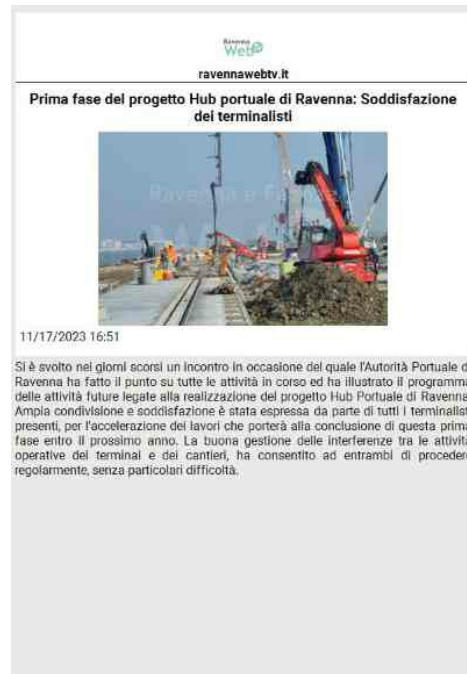 Ravenna
Web
ravennawebtv.it
Prima fase del progetto Hub portuale di Ravenna: Soddisfazione
dei terminalisti
Ravenna e
11/17/2023 16:51
Si è svolto nei giorni scorsi un incontro in occasione del quale l'Autorità Portuale d
Ravenna ha fatto il punto su tutte le attività in corso ed ha illustrato il programma
delle attività future legate alla realizzazione del progetto Hub Portuale di Ravenna
Ampia condivisione e soddisfazione è stata espressa da parte di tutti i terminalist
presenti, per l'accelerazione dei lavori che porterà alla conclusione di questa prima
fase entro il prossimo anno. La buona gestione delle interferenze tra le attività
operative dei terminal e dei cantieri, ha consentito ad entrambi di proceder
regolarmente, senza particolari difficoltà.